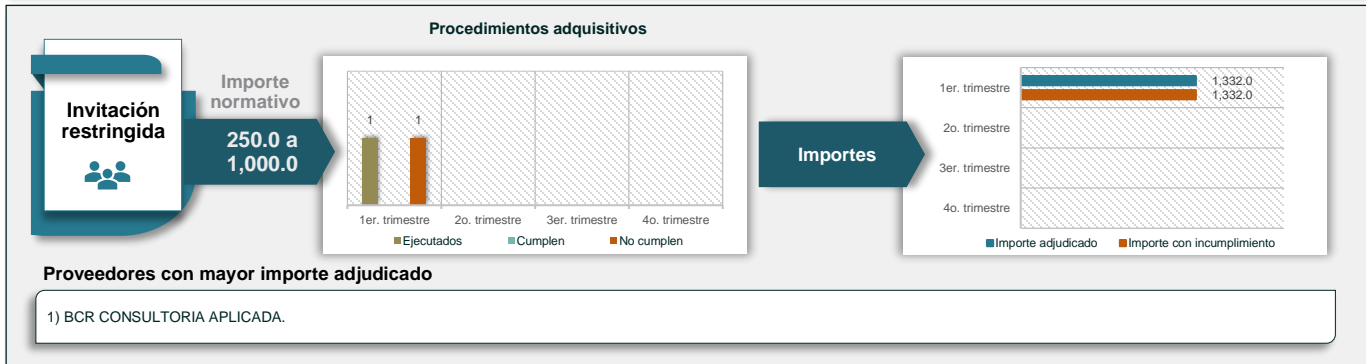 Procedimientos adquisitivos
Invitación
restringida
Importe
normativo
250.0 a
1,000.0
1
1
1er. trimestre
2o. trimestre
3er. trimestre
4o. trimestre
Ejecutados
Cumplen
No cumplen
Importes
1er. trimestre
1,332.0
1,332.0
2o. trimestre
3er. trimestre
4o. trimestre
Importe adjudicado
Importe con incumplimiento
Proveedores con mayor importe adjudicado
1) BCR CONSULTORIA APLICADA.